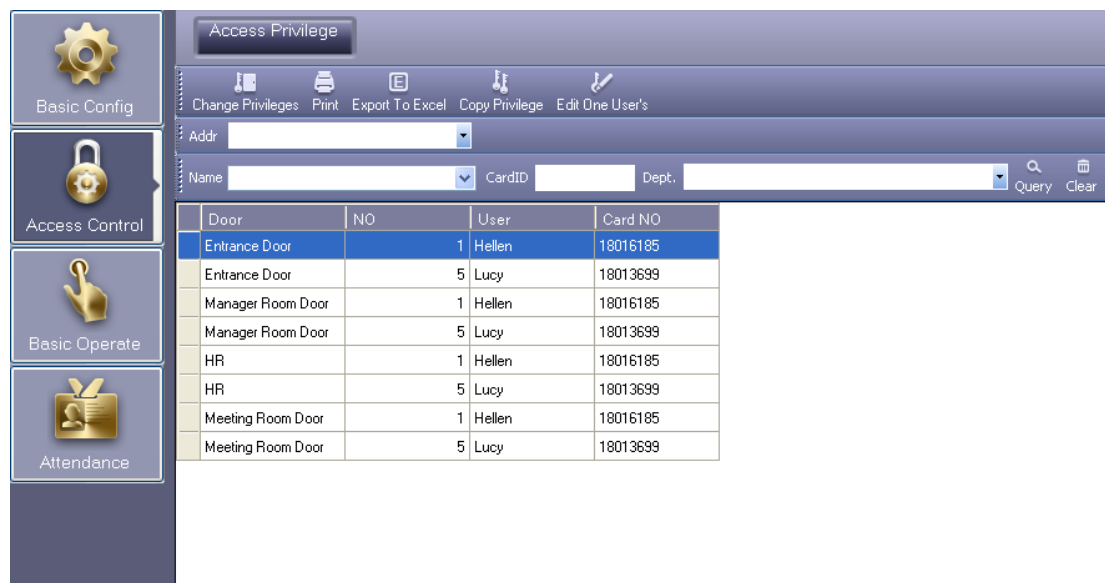 Basic Config
Access Control
Basic Operate
Attendance
Access Privilege
Change Privileges Print Export To Excel Copy Privilege Edit One User's
Addr
Name CardID Dept. Query Clear
Door NO User Card NO
Entrance Door 1 Hellen 18016185
Entrance Door 5 Lucy 18013699
Manager Room Door 1 Hellen 18016185
Manager Room Door 5 Lucy 18013699
HR 1 Hellen 18016185
HR 5 Lucy 18013699
Meeting Room Door 1 Hellen 18016185
Meeting Room Door 5 Lucy 18013699